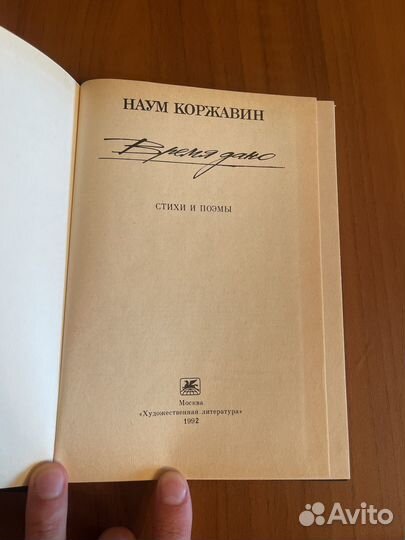 НАУМ КОРЖАВИН
Время дано
СТИХИ И ПОЭМЫ
Москва
«Художественная литература»
1992
Avito